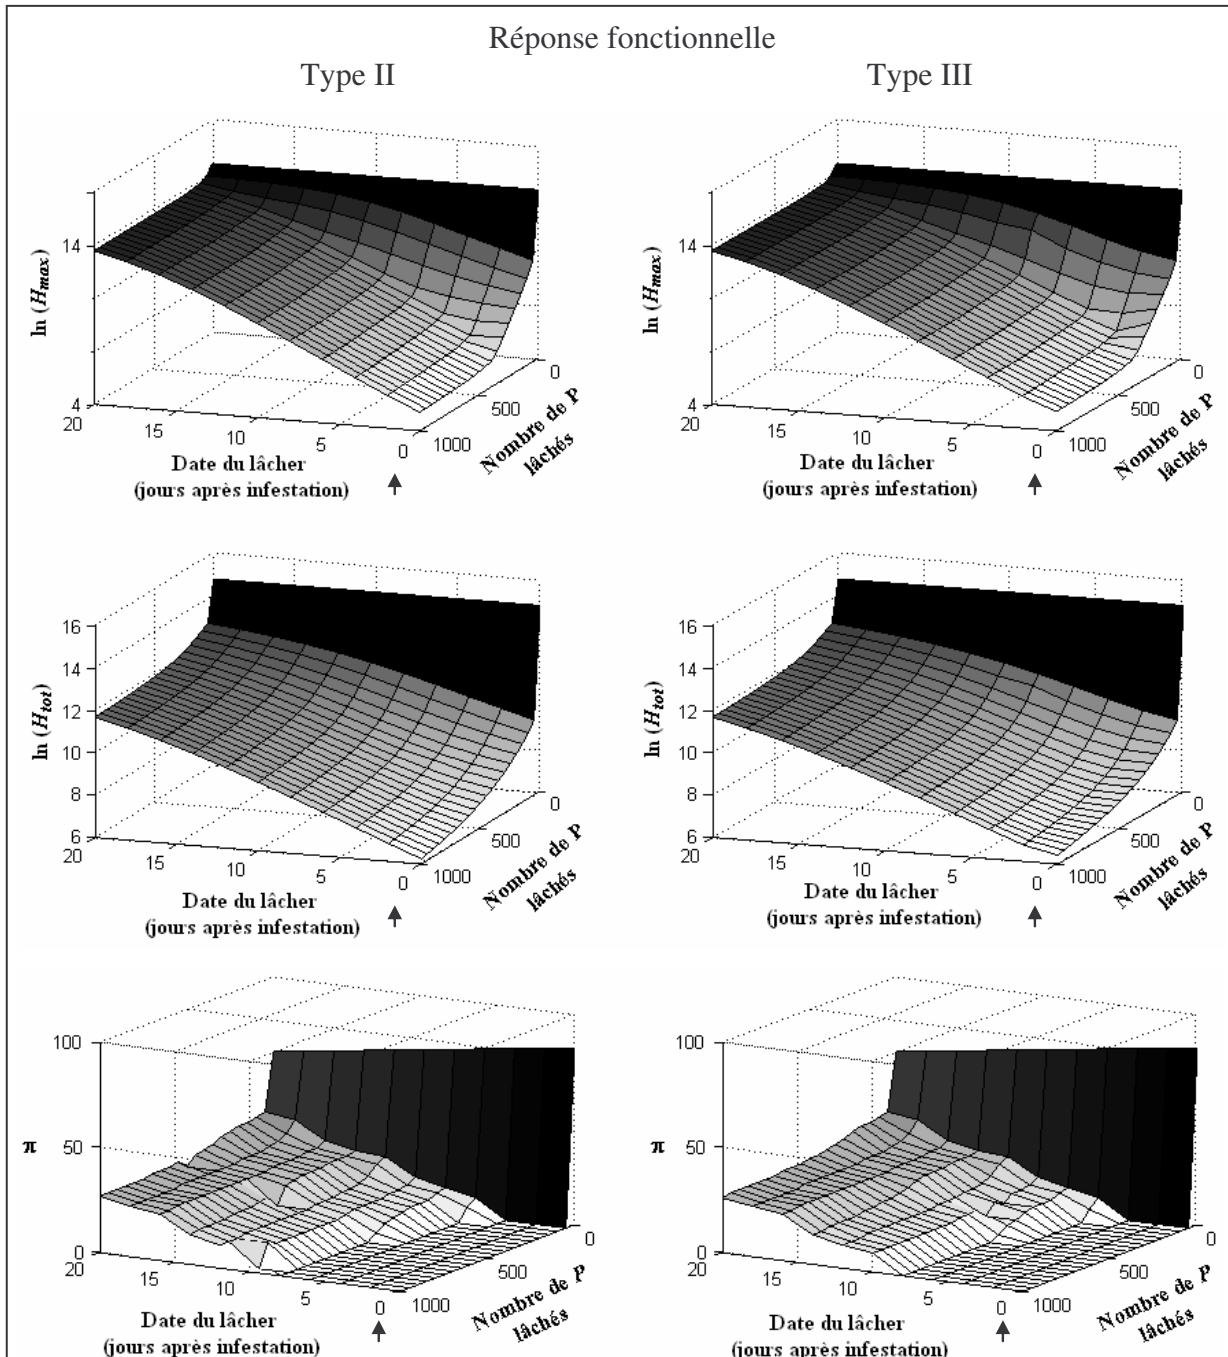 Réponse fonctionnelle
Type II
Type III
ln (Hmax)
14
4
20
15
10
5
0
1000
500
0
Date du lâcher
(jours après infestation)
Nombre de P
lâchés
ln (Hmax)
14
4
20
15
10
5
0
1000
500
0
Date du lâcher
(jours après infestation)
Nombre de P
lâchés
ln (Htot)
16
14
12
10
8
6
20
15
10
5
0
1000
500
0
Date du lâcher
(jours après infestation)
Nombre de P
lâchés
ln (Htot)
16
14
12
10
8
6
20
15
10
5
0
1000
500
0
Date du lâcher
(jours après infestation)
Nombre de P
lâchés
π
100
50
0
20
15
10
5
0
1000
500
0
Date du lâcher
(jours après infestation)
Nombre de P
lâchés
π
100
50
0
20
15
10
5
0
1000
500
0
Date du lâcher
(jours après infestation)
Nombre de P
lâchés